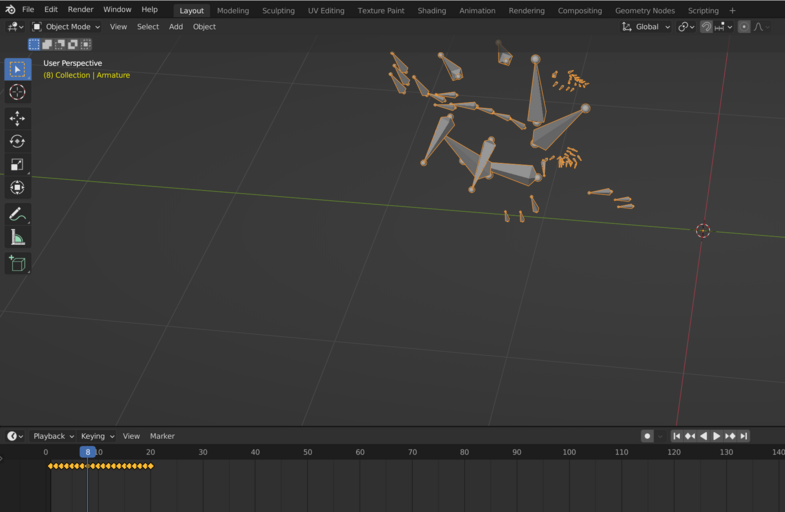 File Edit Render Window Help Layout Modeling Sculpting UV Editing Texture Paint Shading Animation Rendering Compositing Geometry Nodes Scripting +
Object Mode View Select Add Object Global
User Perspective
(8) Collection | Armature
Playback Keying View Marker
0 8 10 20 30 40 50 60 70 80 90 100 110 120 130 140